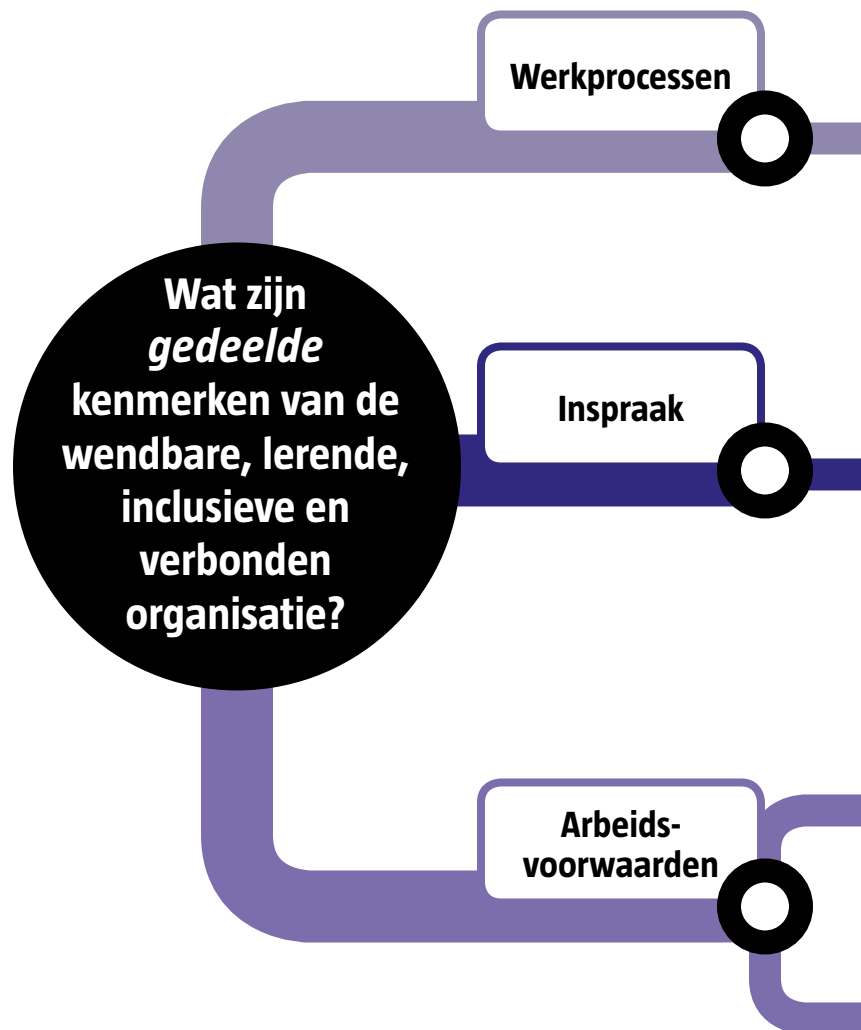 Werkprocessen
Wat zijn
gedeelde
kenmerken van de
wendbare, lerende,
inclusieve en
verbonden
organisatie?
Inspraak
Arbeids-
voorwaarden